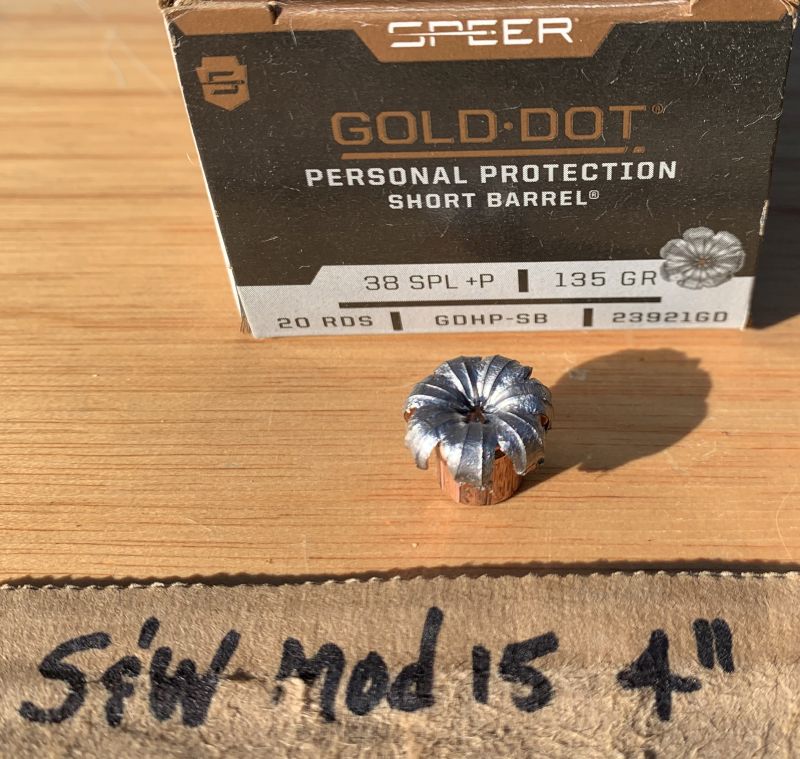 SPEER
GOLD·DOT®
PERSONAL PROTECTION
SHORT BARREL®
38 SPL +P | 135 GR
20 RDS | GDHP-SB | 23921GD
S&W Mod 15 4"